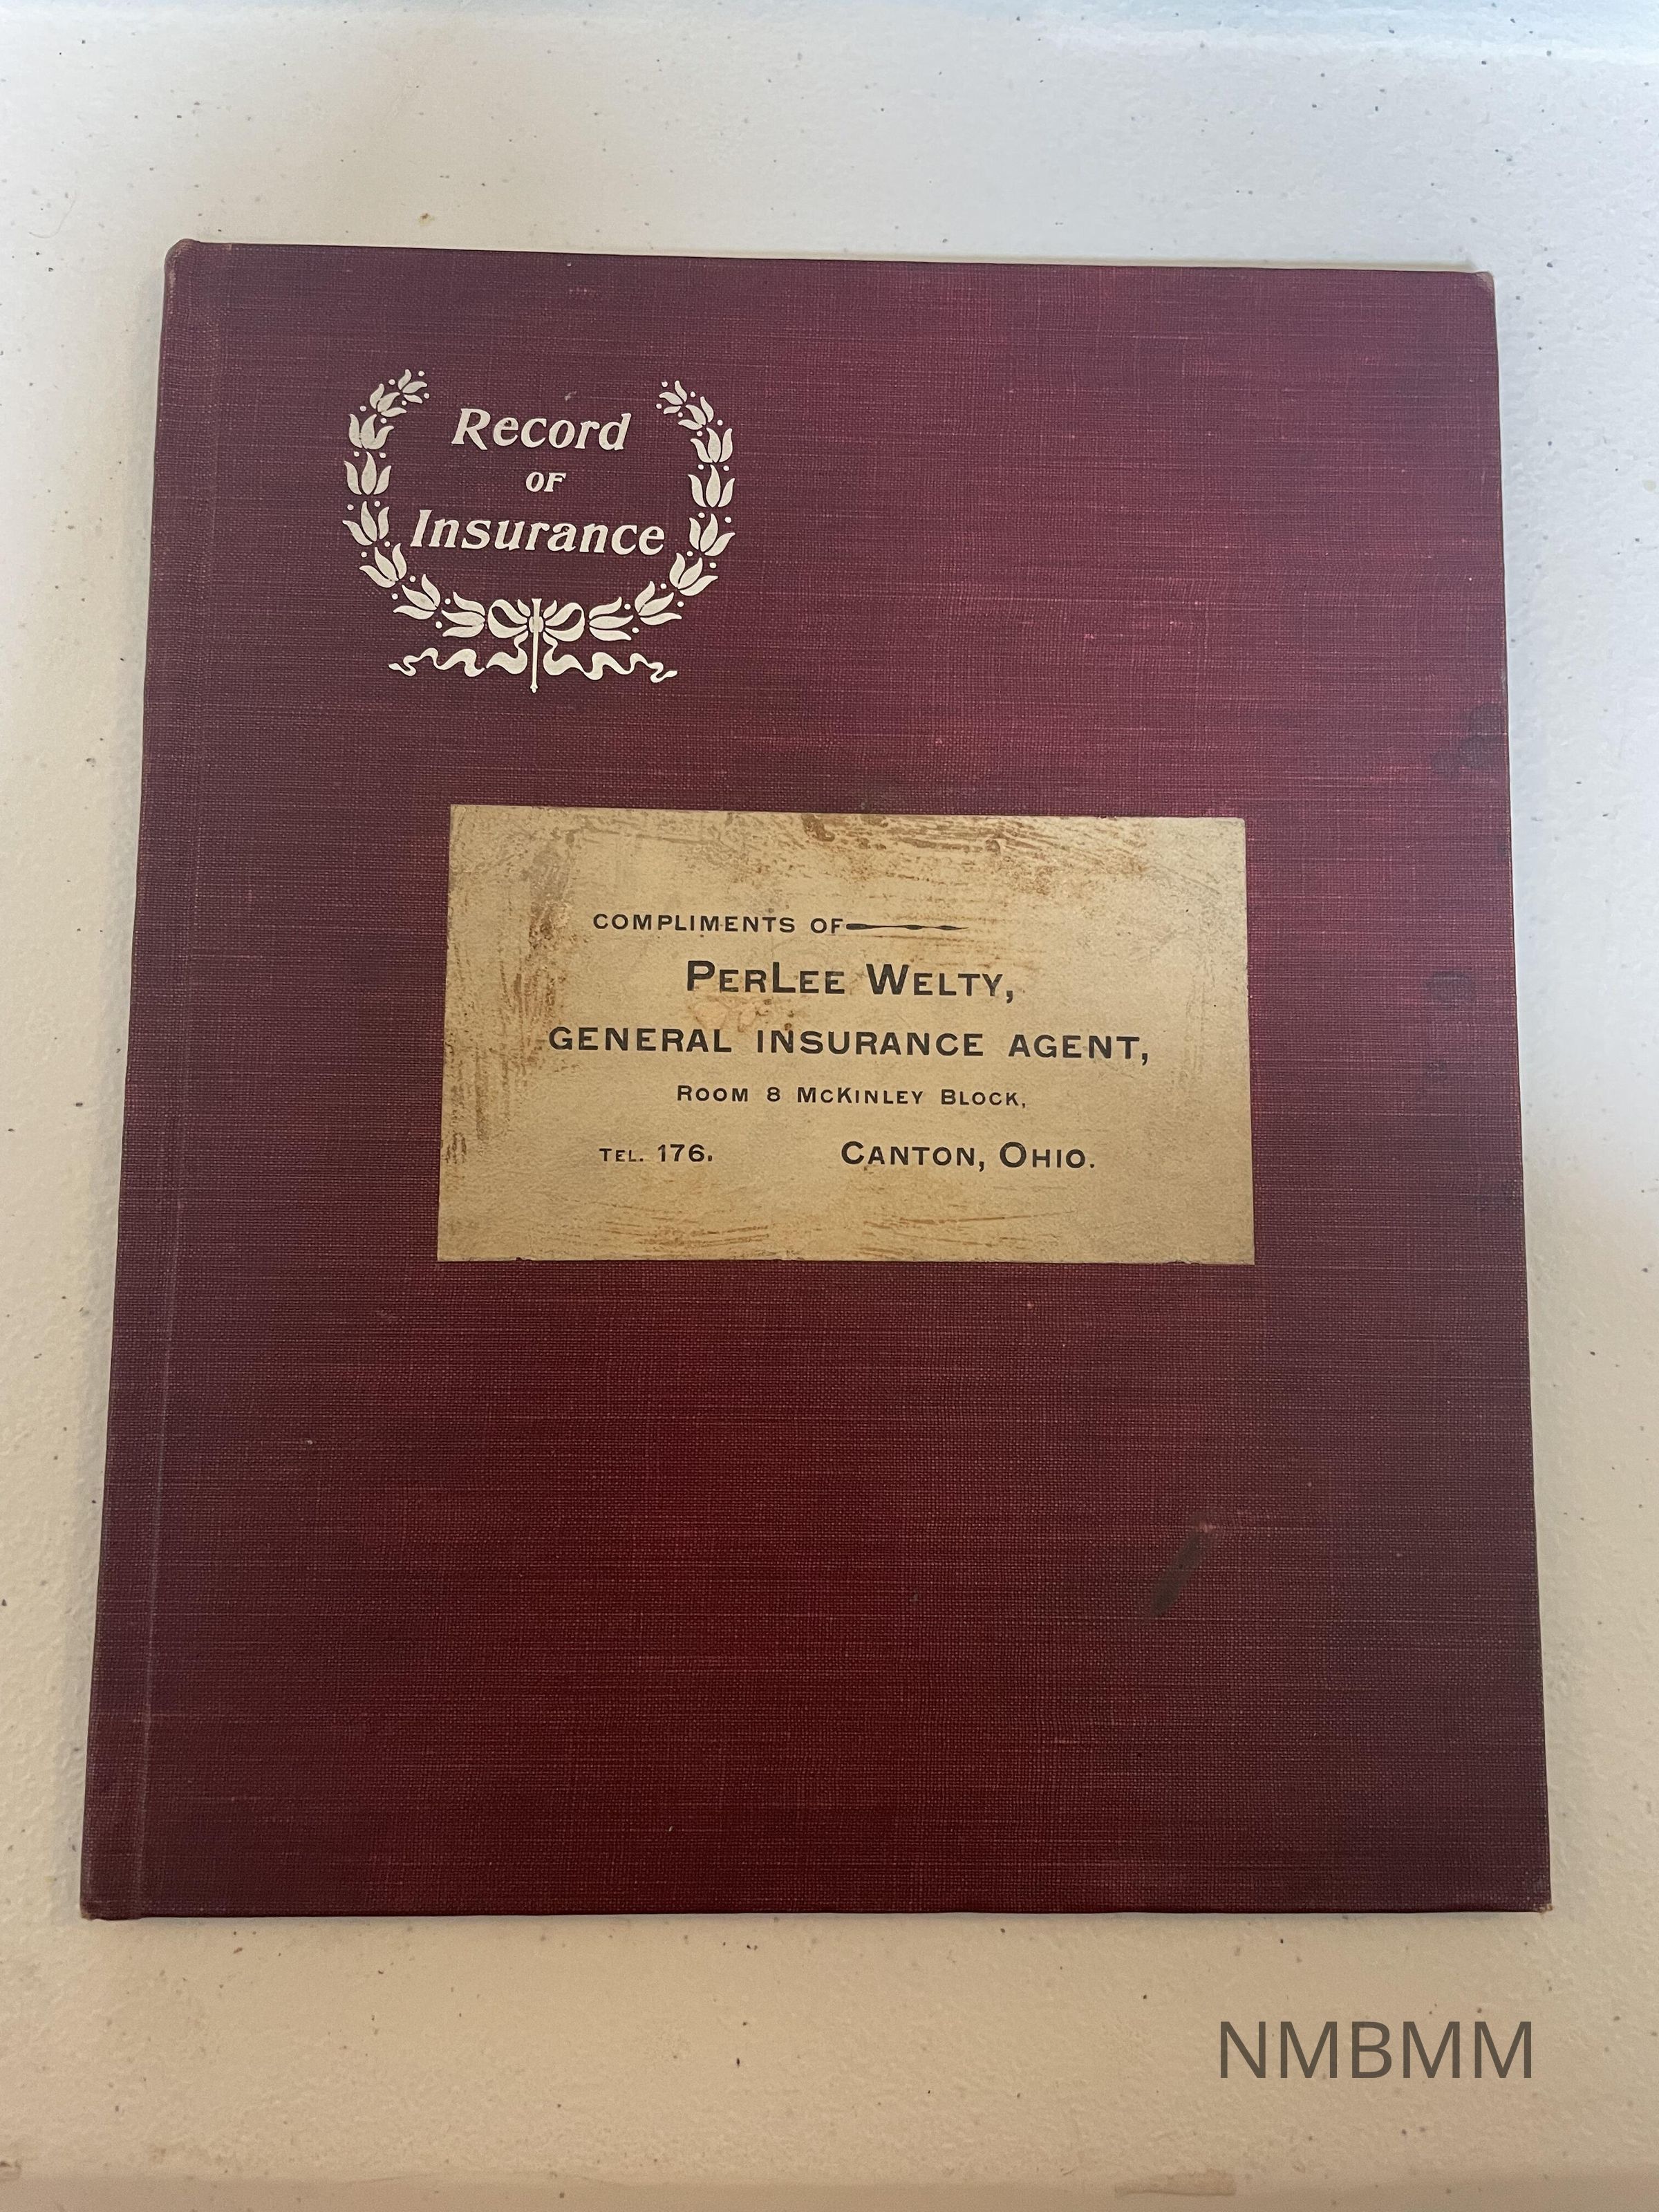 Record
OF
Insurance
COMPLIMENTS OF
PERLEE WELTY,
GENERAL INSURANCE AGENT,
ROOM 8 MCKINLEY BLOCK,
TEL. 176. CANTON, OHIO.
NMBMM